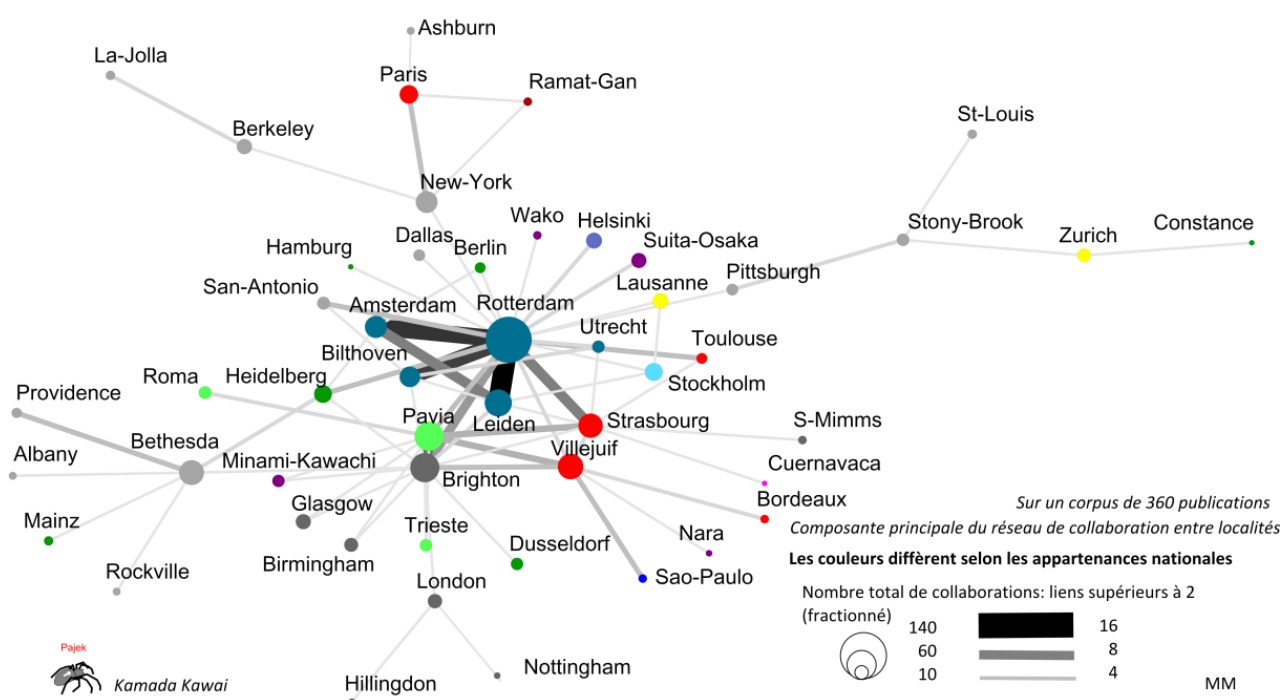 Ashburn
La-Jolla
Paris
Ramat-Gan
St-Louis
Berkeley
New-York
Wako
Helsinki
Stony-Brook
Constance
Zurich
Dallas
Hamburg
Berlin
Suita-Osaka
Pittsburgh
San-Antonio
Lausanne
Amsterdam
Rotterdam
Utrecht
Toulouse
Bilthoven
Roma
Heidelberg
Stockholm
Providence
Pavia
Leiden
Strasbourg
S-Mimms
Bethesda
Albany
Minami-Kawachi
Villejuif
Cuernavaca
Brighton
Bordeaux
Glasgow
Mainz
Trieste
Nara
Dusseldorf
Birmingham
Rockville
London
Sao-Paulo
Nottingham
Hillingdon
Sur un corpus de 360 publications
Composante principale du réseau de collaboration entre localités
Les couleurs diffèrent selon les appartenances nationales
Nombre total de collaborations: liens supérieurs à 2
(fractionné)
140 16
60 8
10 4
MM
Pajek
Kamada Kawai